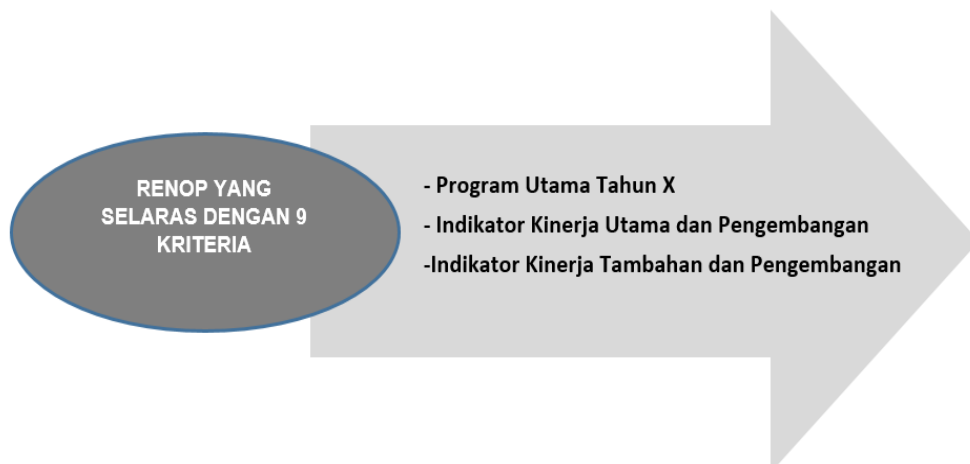 RENOP YANG
SELARAS DENGAN 9
KRITERIA
- Program Utama Tahun X
- Indikator Kinerja Utama dan Pengembangan
-Indikator Kinerja Tambahan dan Pengembangan